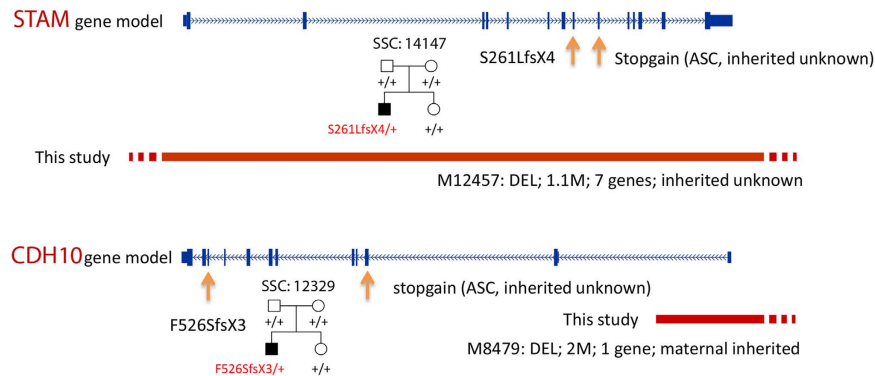 STAM gene model
SSC: 14147
S261LfsX4
Stopgain (ASC, inherited unknown)
+/+ +/+
S261LfsX4/+ +/+
This study
M12457: DEL; 1.1M; 7 genes; inherited unknown
CDH10 gene model
SSC: 12329
stopgain (ASC, inherited unknown)
F526SfsX3
+/+ +/+
This study
M8479: DEL; 2M; 1 gene; maternal inherited
F526SfsX3/+ +/+